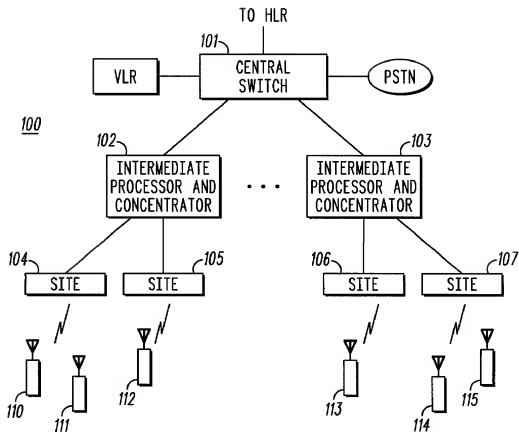 TO HLR
101
VLR
CENTRAL
SWITCH
PSTN
100
102
103
INTERMEDIATE
PROCESSOR AND
CONCENTRATOR
INTERMEDIATE
PROCESSOR AND
CONCENTRATOR
104
105
106
107
SITE
SITE
SITE
SITE
110
111
112
113
114
115